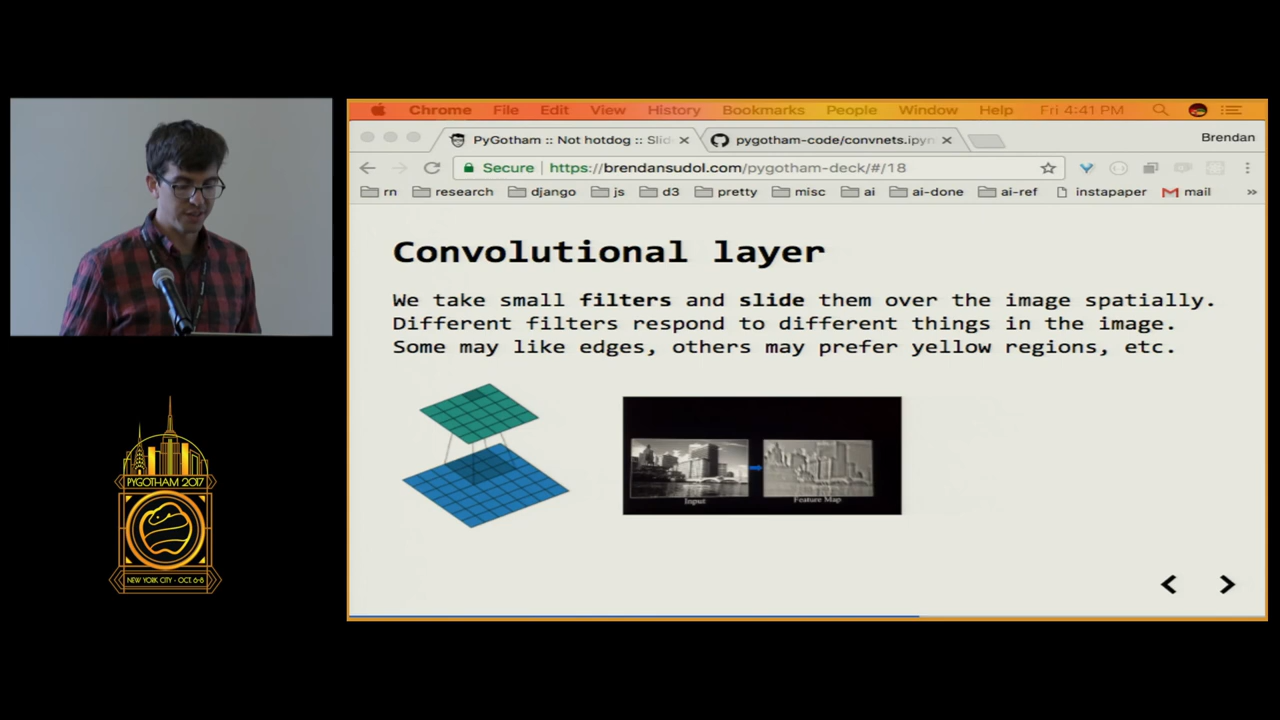 Chrome File Edit View History Bookmarks People Window Help Fri 4:41 PM
PyGotham :: Not hotdog :: Slid
pygotham-code/convnets.ipyn
Brendan
Secure https://brendansudol.com/pygotham-deck/#/18
rn research django js d3 pretty misc ai ai-done ai-ref instapaper mail »
Convolutional layer
We take small filters and slide them over the image spatially.
Different filters respond to different things in the image.
Some may like edges, others may prefer yellow regions, etc.
Input
Feature Map
PYGOTHAM 2017
NEW YORK CITY - OCT. 6-8